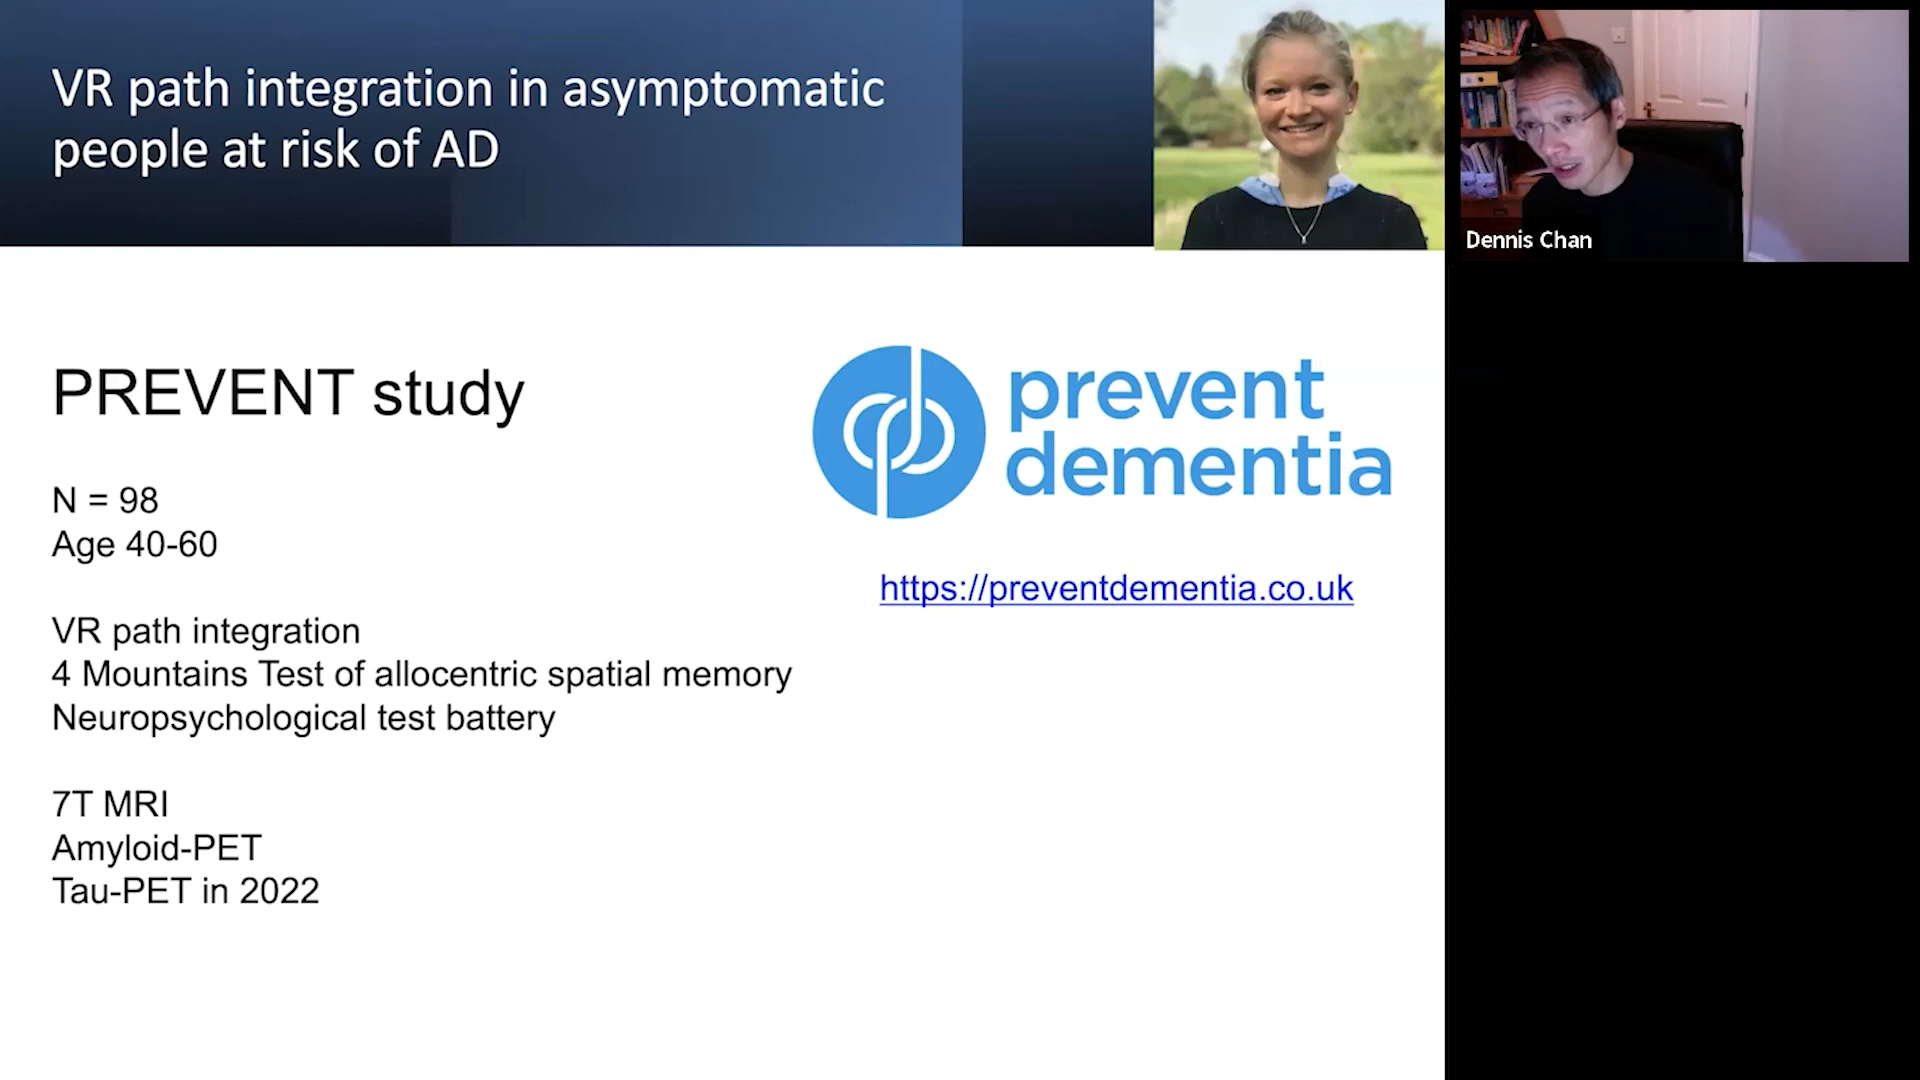 VR path integration in asymptomatic
people at risk of AD
Dennis Chan
PREVENT study
prevent
dementia
N = 98
Age 40-60
https://preventdementia.co.uk
VR path integration
4 Mountains Test of allocentric spatial memory
Neuropsychological test battery
7T MRI
Amyloid-PET
Tau-PET in 2022